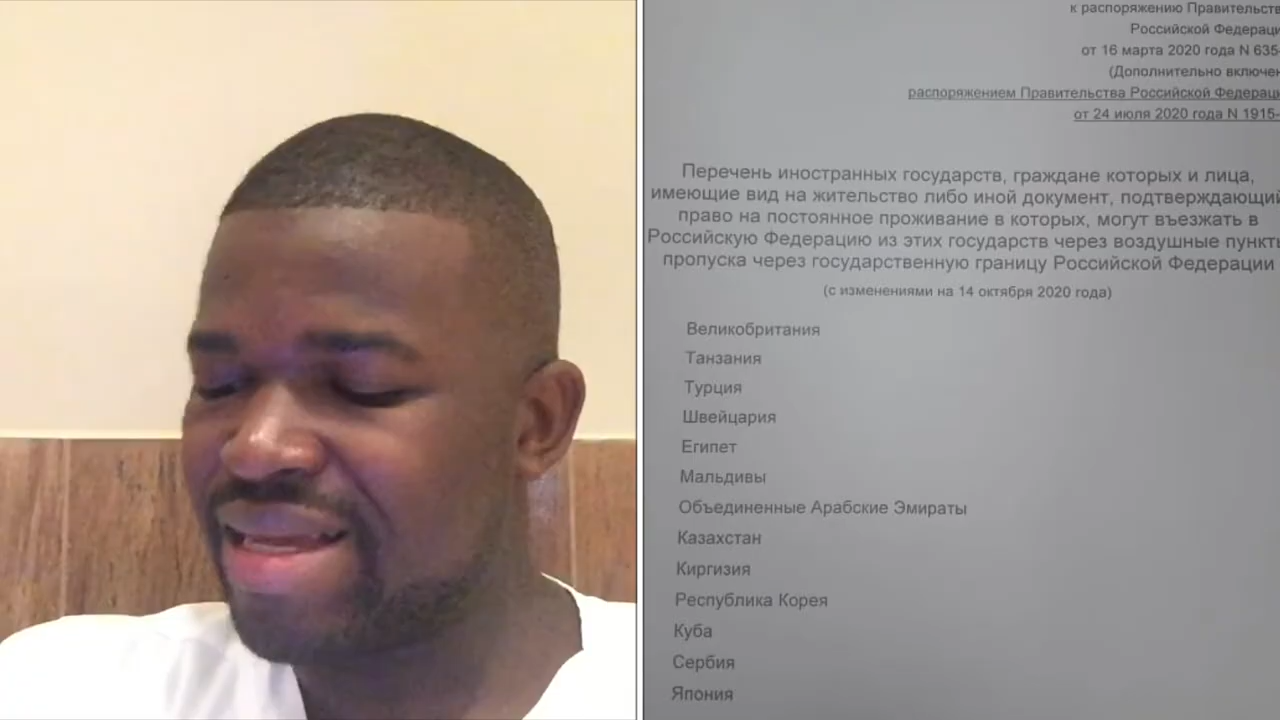 к распоряжению Правительств
Российской Федераци
от 16 марта 2020 года N 635-
(Дополнительно включен
распоряжением Правительства Российской Федераци
от 24 июля 2020 года N 1915-
Перечень иностранных государств, граждане которых и лица,
имеющие вид на жительство либо иной документ, подтверждающий
право на постоянное проживание в которых, могут въезжать в
Российскую Федерацию из этих государств через воздушные пункты
пропуска через государственную границу Российской Федерации
(с изменениями на 14 октября 2020 года)
Великобритания
Танзания
Турция
Швейцария
Египет
Мальдивы
Объединенные Арабские Эмираты
Казахстан
Киргизия
Республика Корея
Куба
Сербия
Япония